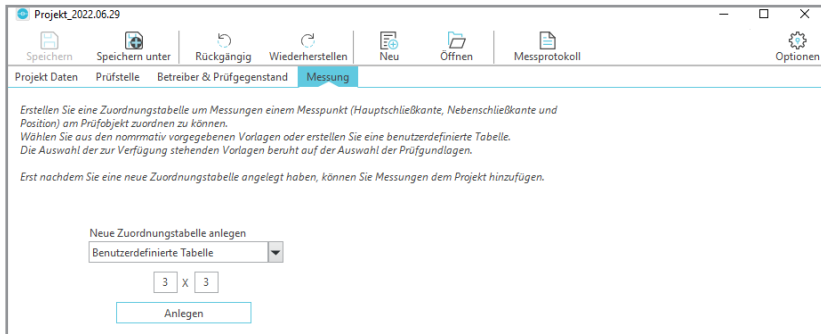 Projekt_2022.06.29
Speichern Speichern unter Rückgängig Wiederherstellen Neu Öffnen Messprotokoll Optionen
Projekt Daten Prüfstelle Betreiber & Prüfgegenstand Messung
Erstellen Sie eine Zuordnungstabelle um Messungen einem Messpunkt (Hauptschließkante, Nebenschließkante und
Position) am Prüfobjekt zuordnen zu können.
Wählen Sie aus den nommativ vorgegebenen Vorlagen oder erstellen Sie eine benutzerdefinierte Tabelle.
Die Auswahl der zur Verfügung stehenden Vorlagen beruht auf der Auswahl der Prüfgundlagen.
Erst nachdem Sie eine neue Zuordnungstabelle angelegt haben, können Sie Messungen dem Projekt hinzufügen.
Neue Zuordnungstabelle anlegen
Benutzerdefinierte Tabelle
3 X 3
Anlegen